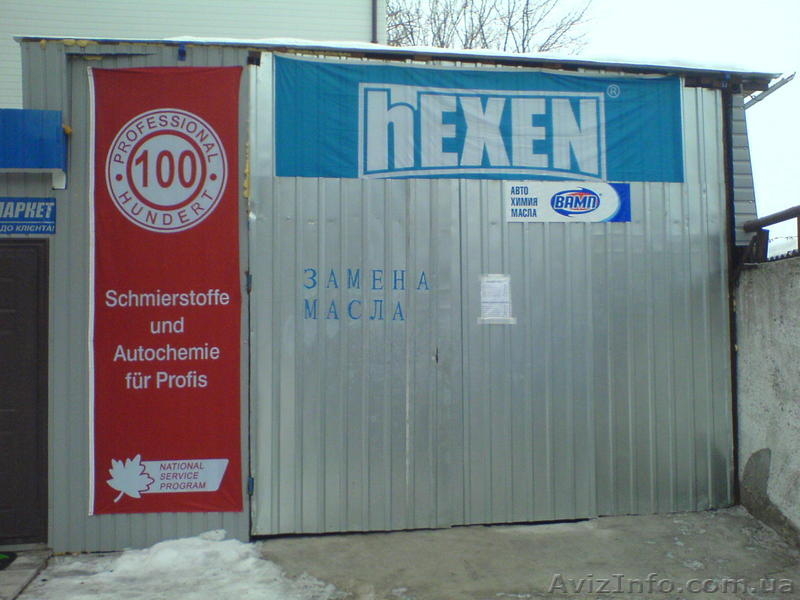 PROFESSIONAL
100
HUNDERT
Schmierstoffe
und
Autochemie
für Profis
NATIONAL
SERVICE
PROGRAM
hEXEN®
АВТО
ХИМИЯ
МАСЛА
ВАМП
ЗАМЕНА
МАСЛА
МАРКЕТ
ДО КЛІЄНТА!
AvizInfo.com.ua